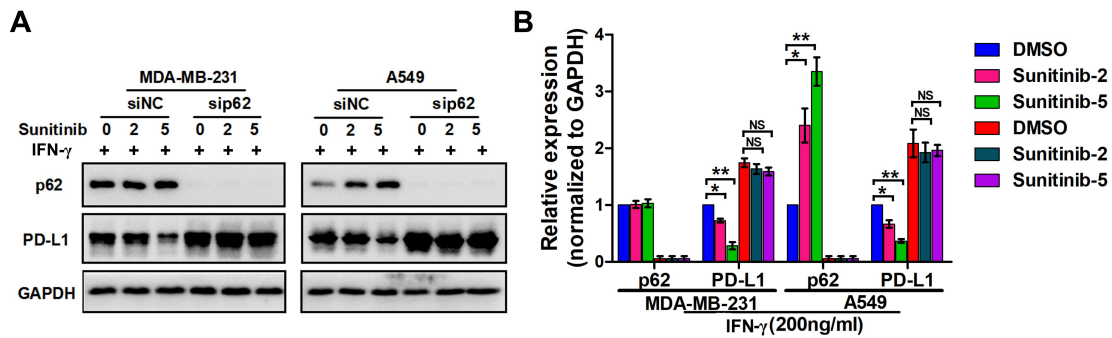 A
MDA-MB-231 A549
siNC sip62 siNC sip62
Sunitinib 0 2 5 0 2 5 0 2 5 0 2 5
IFN-γ + + + + + + + + + + + +
p62
PD-L1
GAPDH
B
Relative expression
(normalized to GAPDH)
4
3
2
1
0
** * ** * NS NS ** * ** * NS NS
p62 PD-L1 p62 PD-L1
MDA-MB-231 A549
IFN-γ(200ng/ml)
DMSO
Sunitinib-2
Sunitinib-5
DMSO
Sunitinib-2
Sunitinib-5